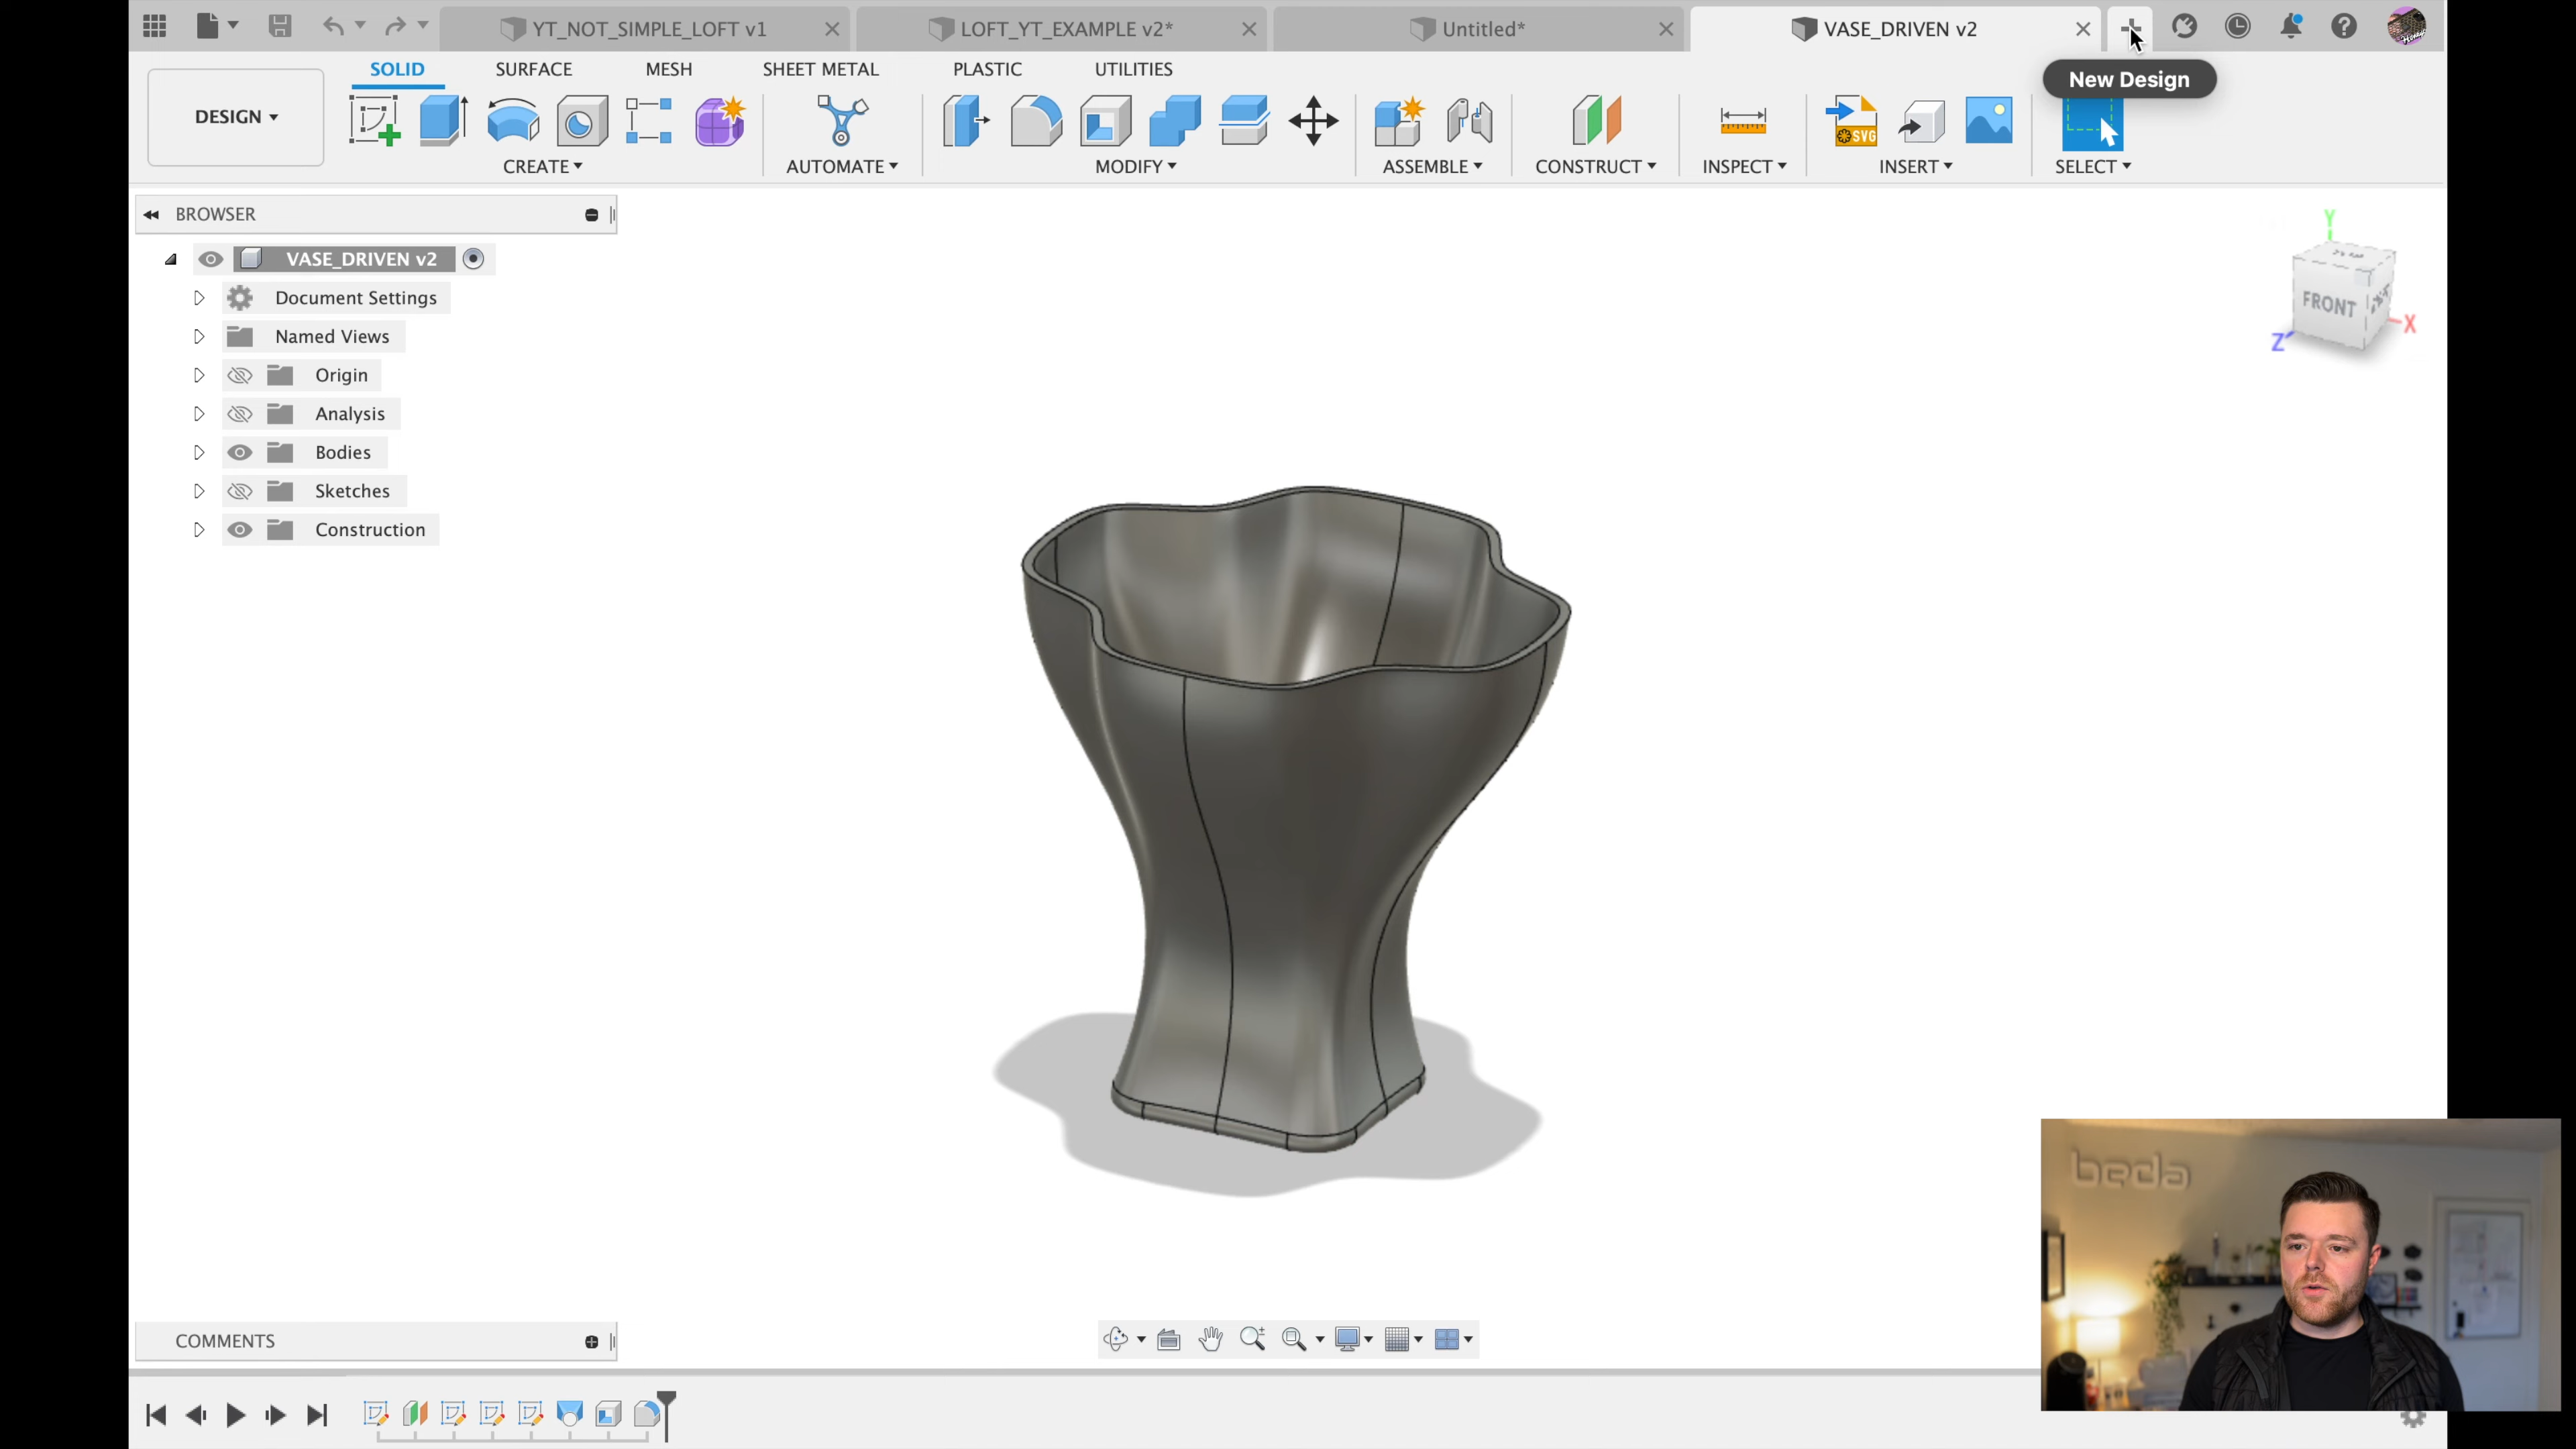 YT_NOT_SIMPLE_LOFT v1
LOFT_YT_EXAMPLE v2*
Untitled*
VASE_DRIVEN v2
New Design
DESIGN
SOLID
SURFACE
MESH
SHEET METAL
PLASTIC
UTILITIES
SVG
CREATE
AUTOMATE
MODIFY
ASSEMBLE
CONSTRUCT
INSPECT
INSERT
SELECT
BROWSER
VASE_DRIVEN v2
Document Settings
Named Views
Origin
Analysis
Bodies
Sketches
Construction
Y
FRONT
X
Z
beda
COMMENTS